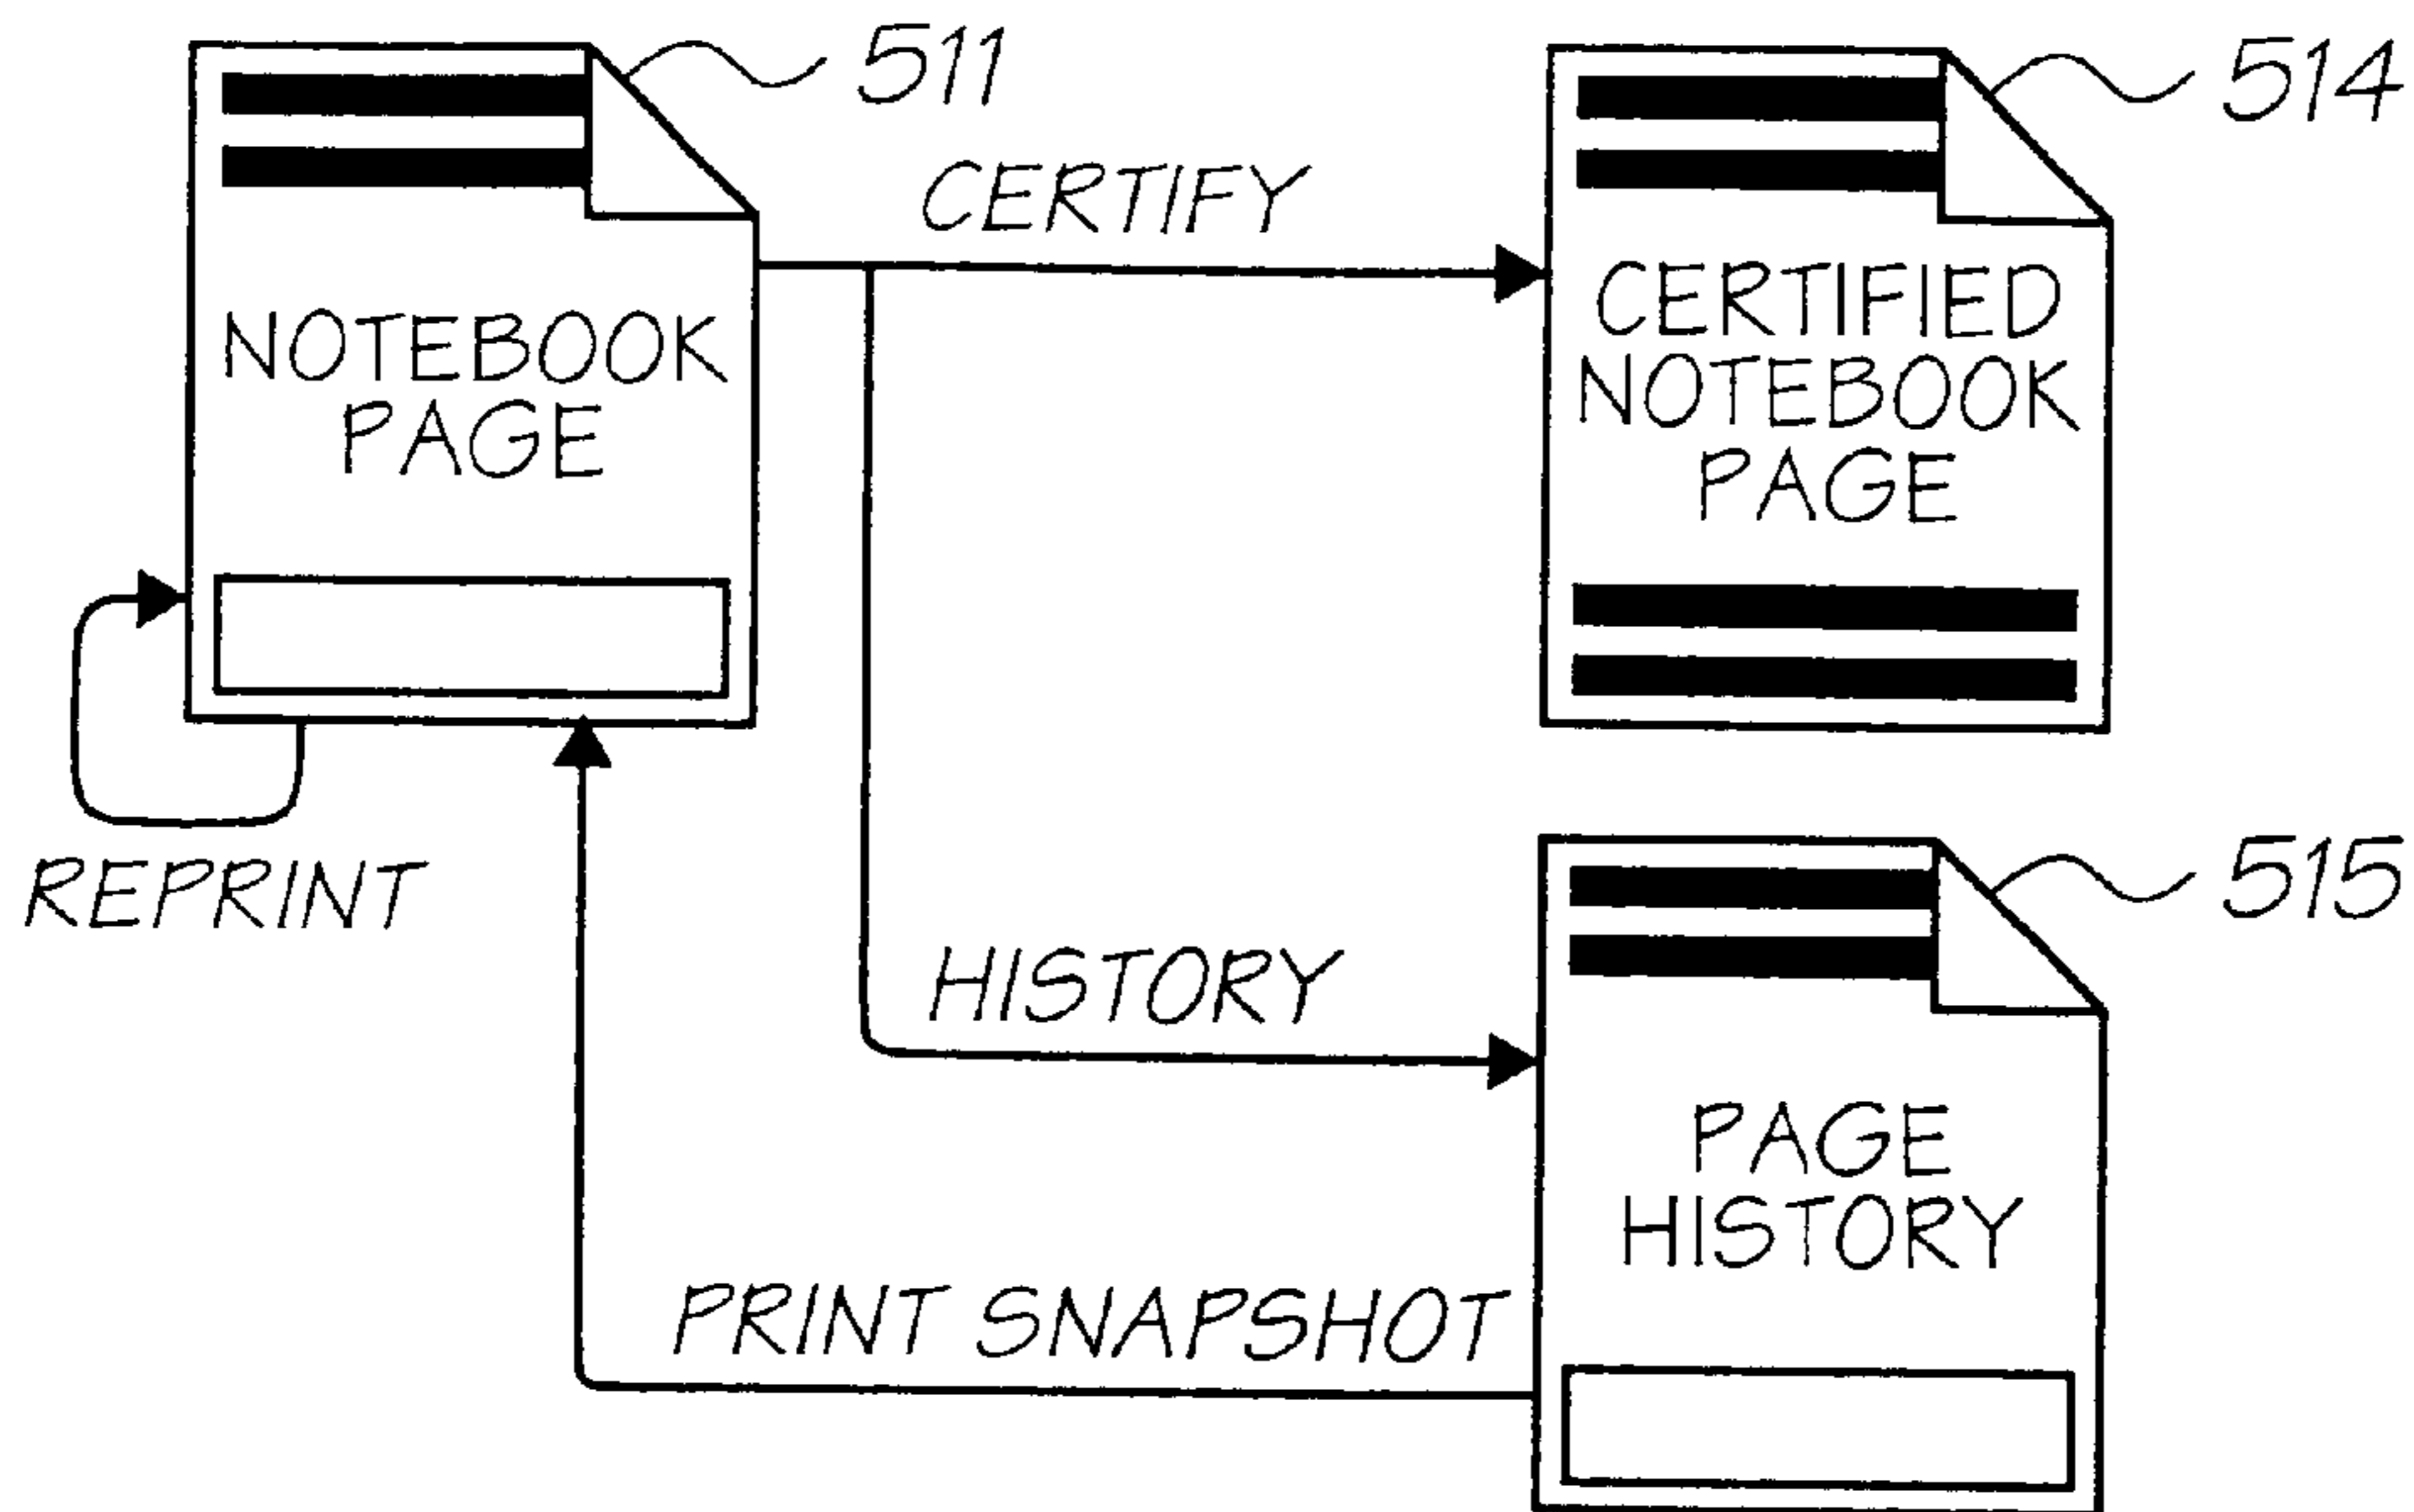 511
514
CERTIFY
NOTEBOOK
PAGE
CERTIFIED
NOTEBOOK
PAGE
REPRINT
515
HISTORY
PAGE
HISTORY
PRINT SNAPSHOT